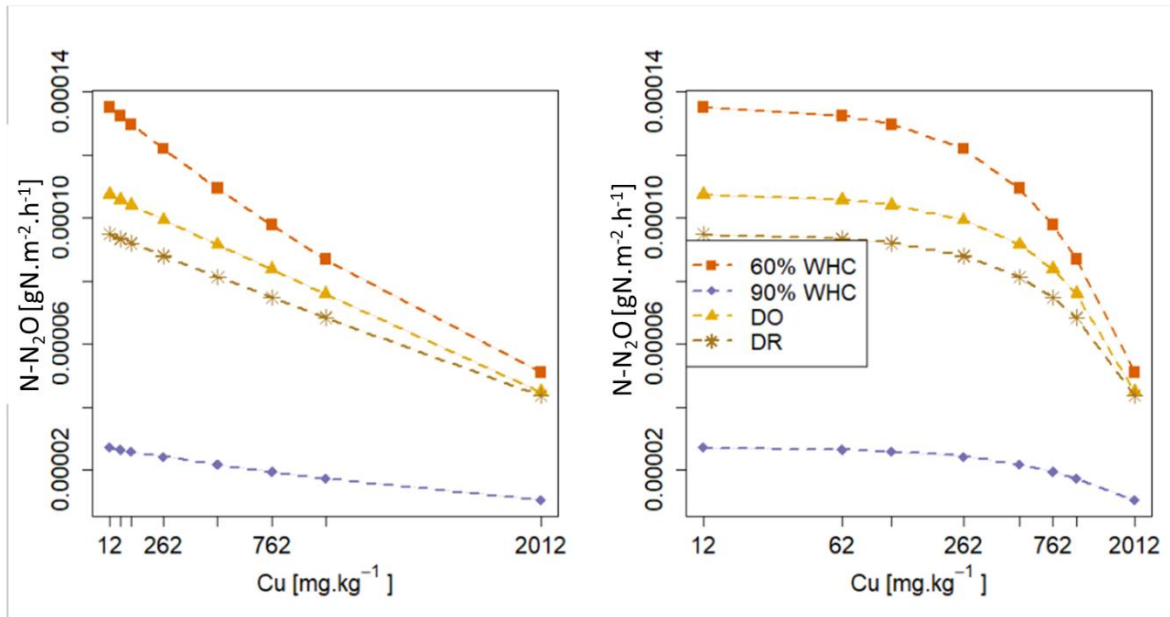 N-N₂O [gN.m⁻².h⁻¹]
0.00014
0.00010
0.00006
0.00002
12 262 762 2012
Cu [mg.kg⁻¹]
N-N₂O [gN.m⁻².h⁻¹]
0.00014
0.00010
0.00006
0.00002
60% WHC
90% WHC
DO
DR
12 62 262 762 2012
Cu [mg.kg⁻¹]